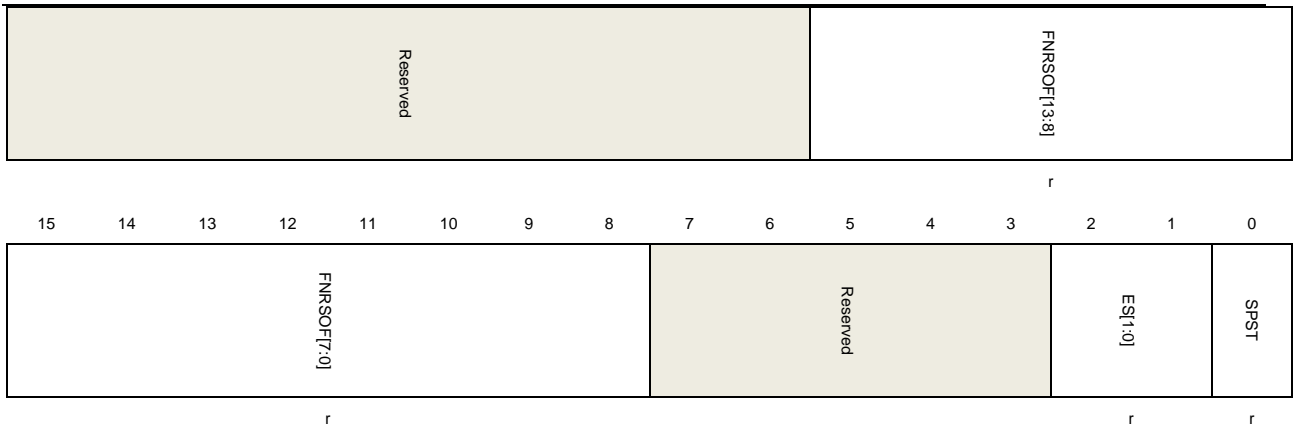 Reserved FNRSOF[13:8]
r
15 14 13 12 11 10 9 8 7 6 5 4 3 2 1 0
FNRSOF[7:0] Reserved ES[1:0] SPST
r r r